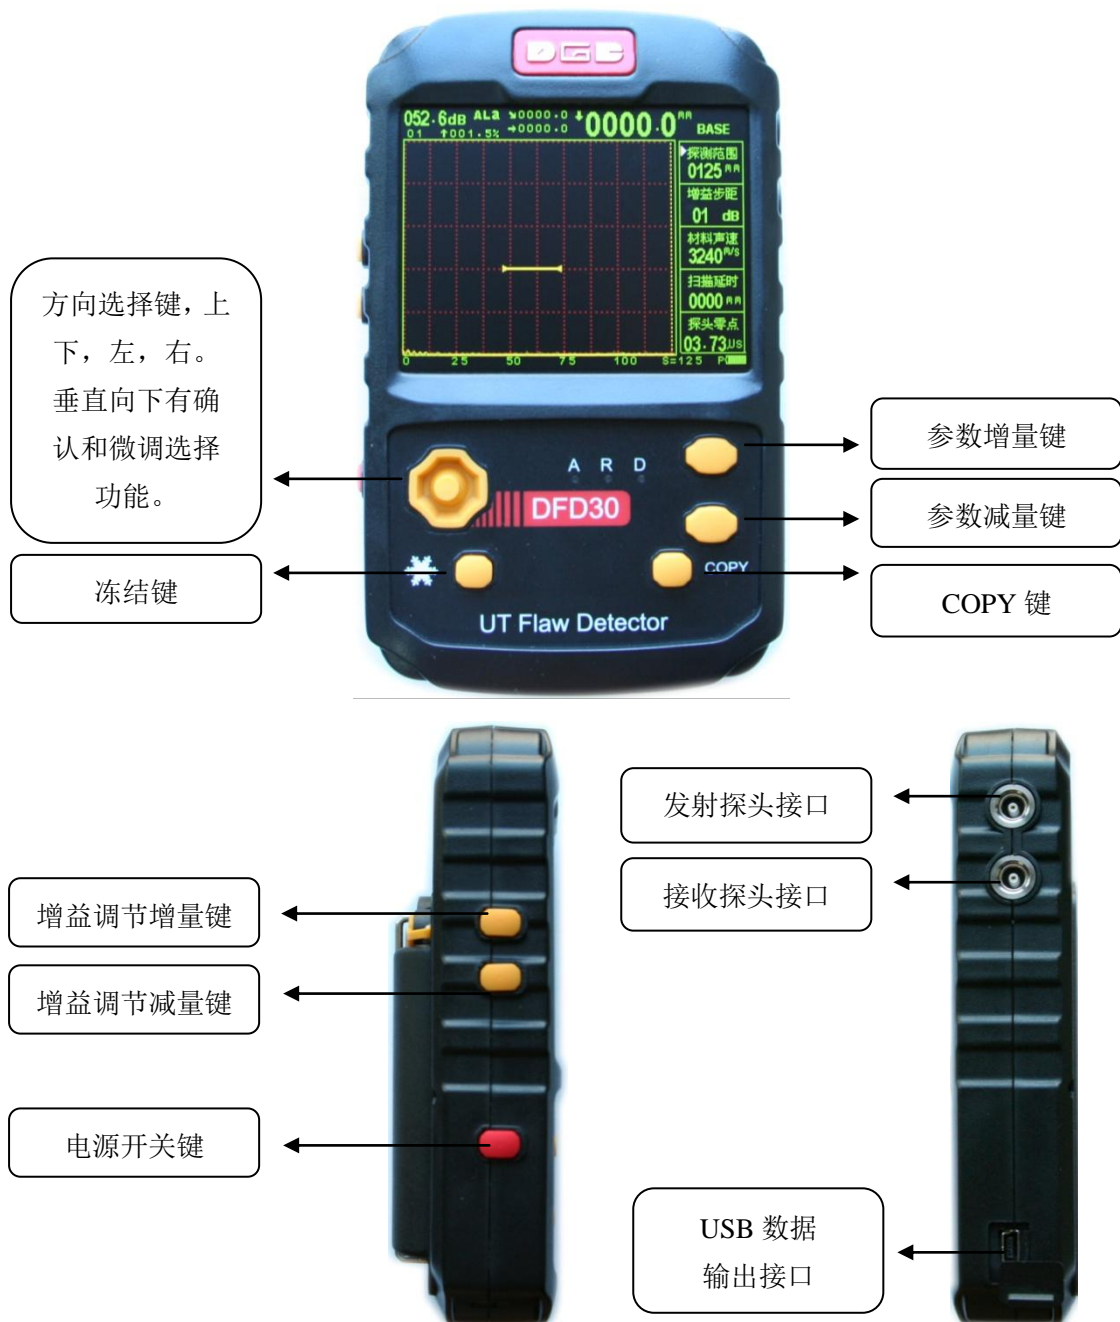 DGC
052.6dB ALa ↘0000.0 ↓0000.0 MM BASE
01 ↑001.5% →0000.0
探测范围
0125 MM
增益步距
01 dB
材料声速
3240 M/S
扫描延时
0000 MM
探头零点
03.73US
0 25 50 75 100 S=125 P
方向选择键，上
下，左，右。
垂直向下有确
认和微调选择
功能。
冻结键
A R D
DFD30
COPY
UT Flaw Detector
参数增量键
参数减量键
COPY 键
增益调节增量键
增益调节减量键
电源开关键
发射探头接口
接收探头接口
USB 数据
输出接口